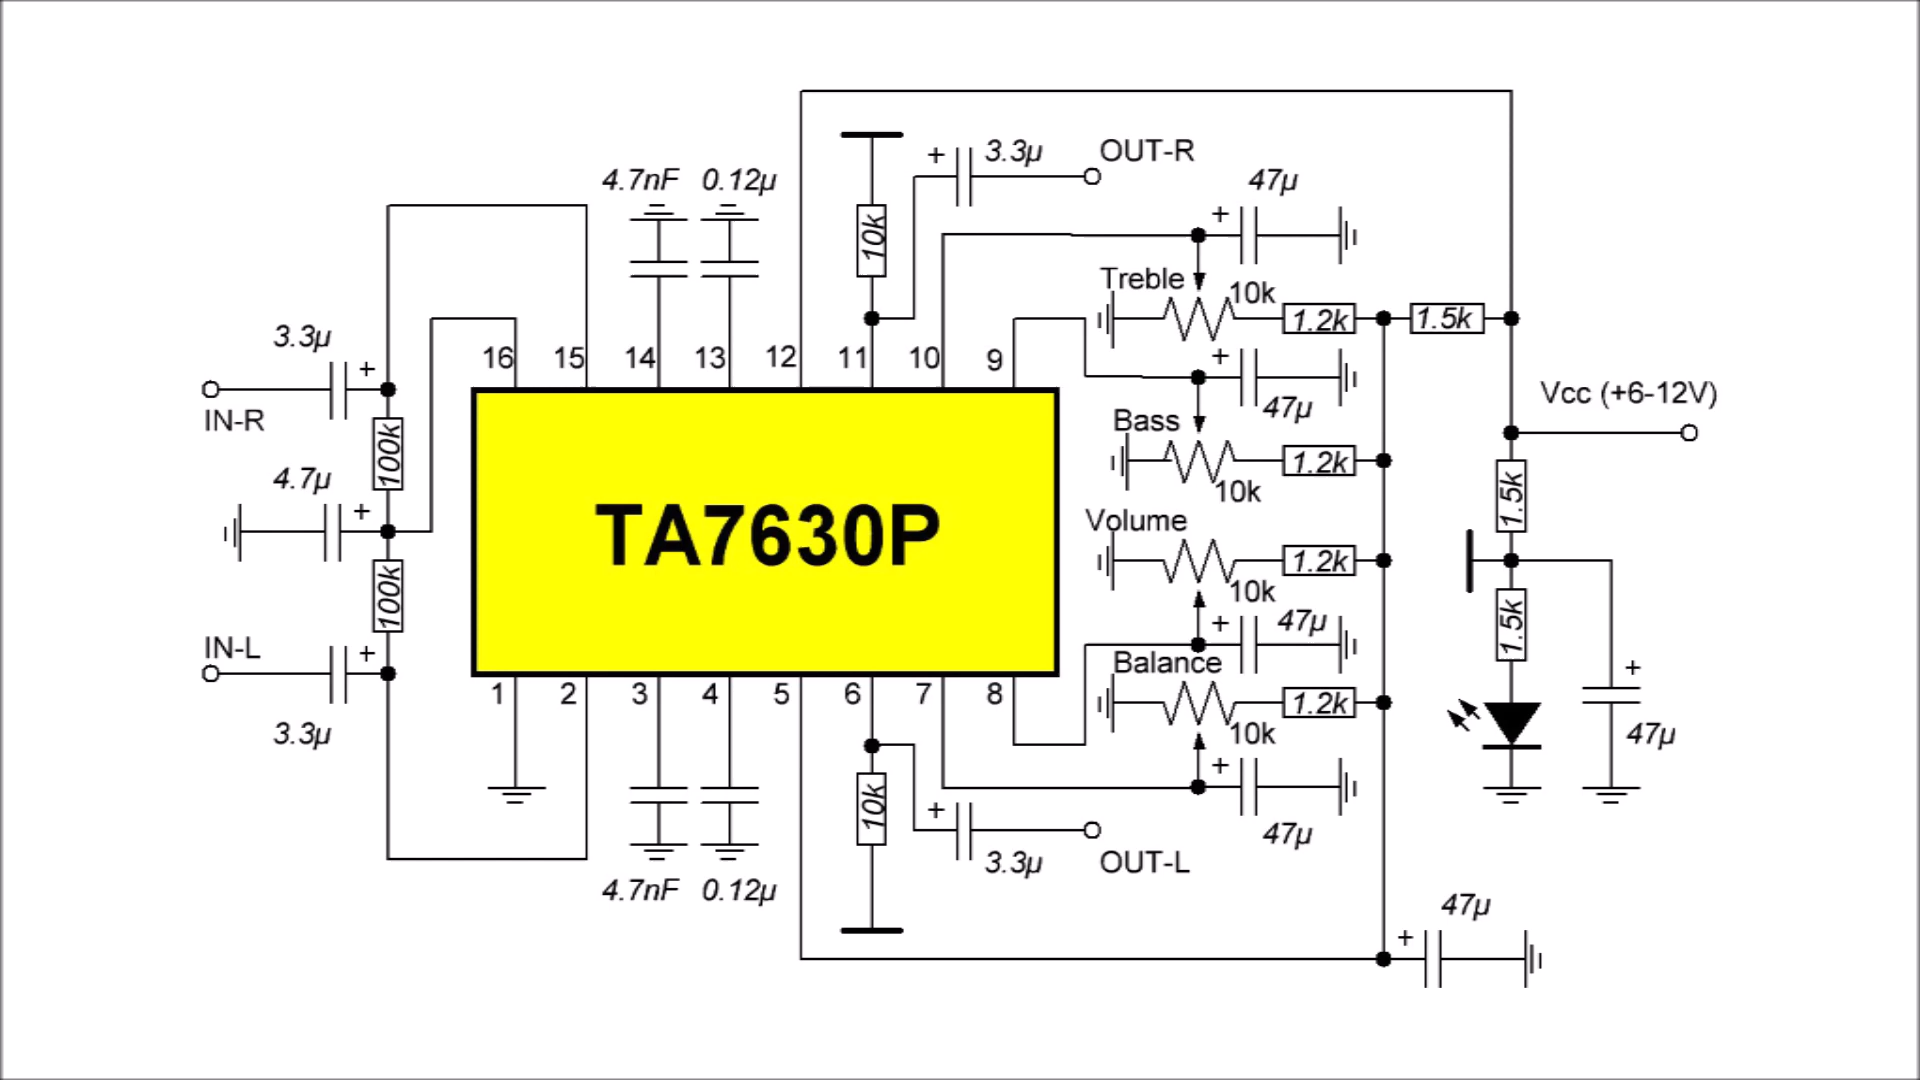 + 3.3µ OUT-R
4.7nF 0.12µ 47µ
+
10k
Treble 10k
1.2k 1.5k
3.3µ
16 15 14 13 12 11 10 9
+ +
IN-R
47µ
Vcc (+6-12V)
Bass
100k
1.2k
4.7µ
10k
1.5k
+
TA7630P
Volume
1.2k
100k
10k
+ 47µ
1.5k
IN-L
+
Balance
+
1 2 3 4 5 6 7 8
1.2k
3.3µ
10k
47µ
+
10k
+
3.3µ
47µ
OUT-L
4.7nF 0.12µ
47µ
+